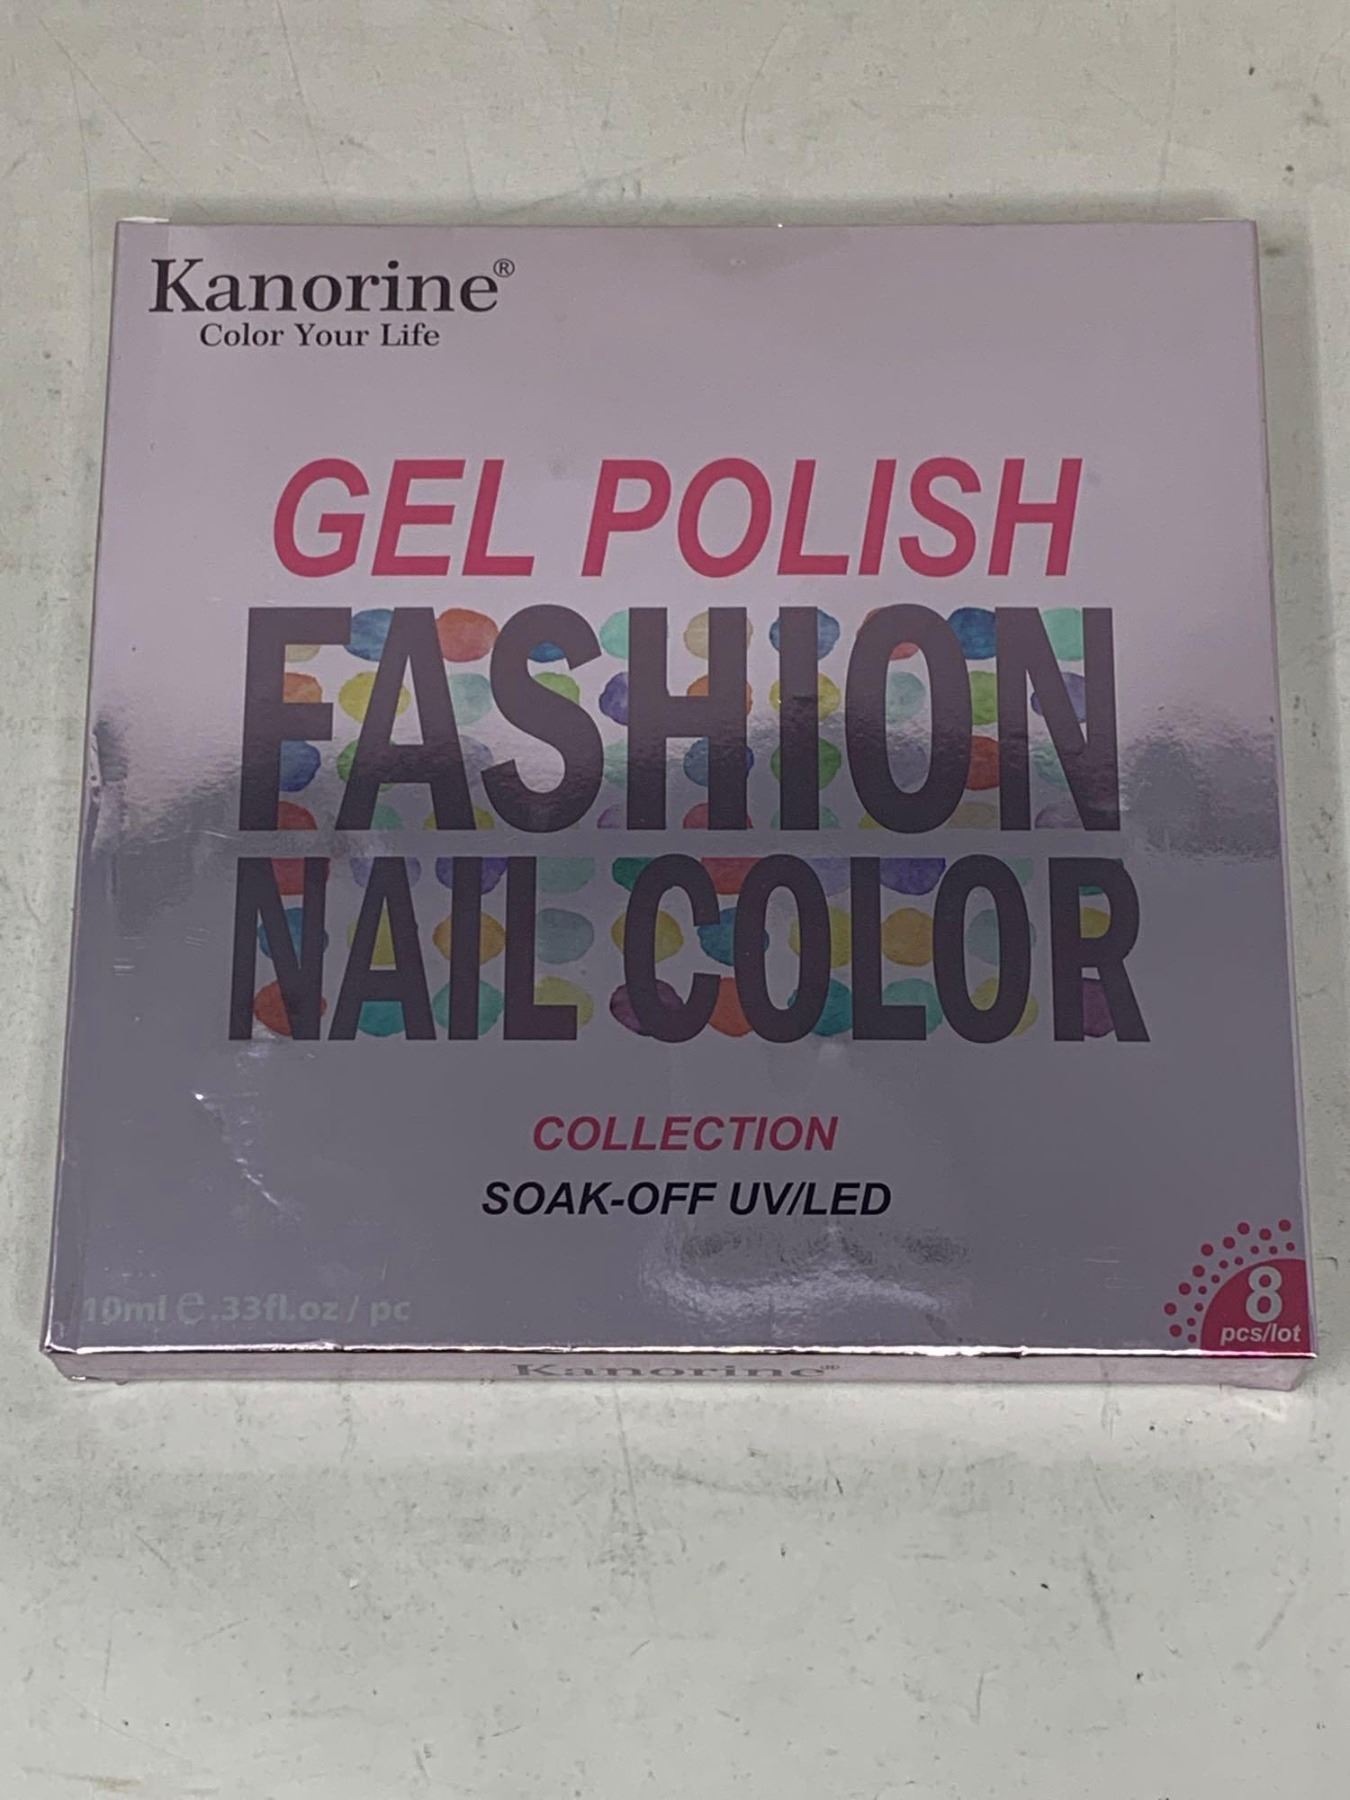 Kanorine®
Color Your Life
GEL POLISH
FASHION
NAIL COLOR
COLLECTION
SOAK-OFF UV/LED
10ml ℮.33fl.oz / pc
8
pcs/lot
Kanorine®